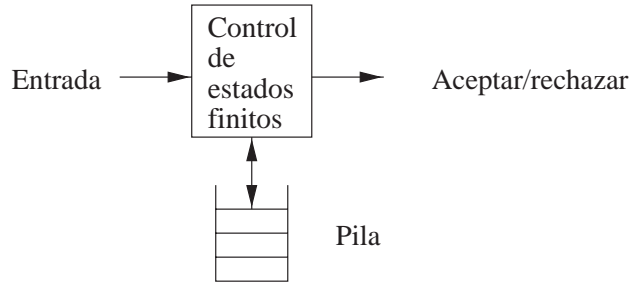 Control
de
estados
finitos
Entrada
Aceptar/rechazar
Pila